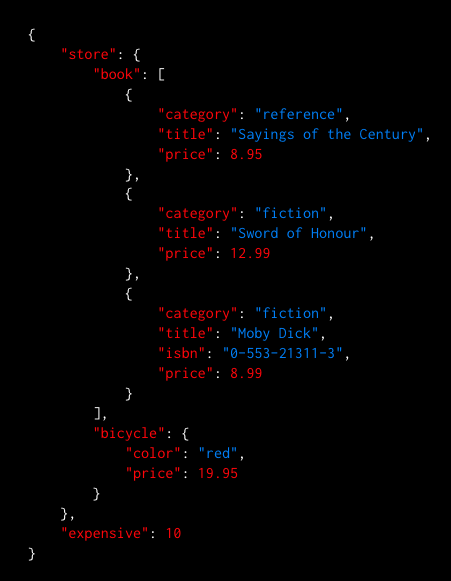 {
    "store": {
        "book": [
            {
                "category": "reference",
                "title": "Sayings of the Century",
                "price": 8.95
            },
            {
                "category": "fiction",
                "title": "Sword of Honour",
                "price": 12.99
            },
            {
                "category": "fiction",
                "title": "Moby Dick",
                "isbn": "0-553-21311-3",
                "price": 8.99
            }
        ],
        "bicycle": {
            "color": "red",
            "price": 19.95
        }
    },
    "expensive": 10
}